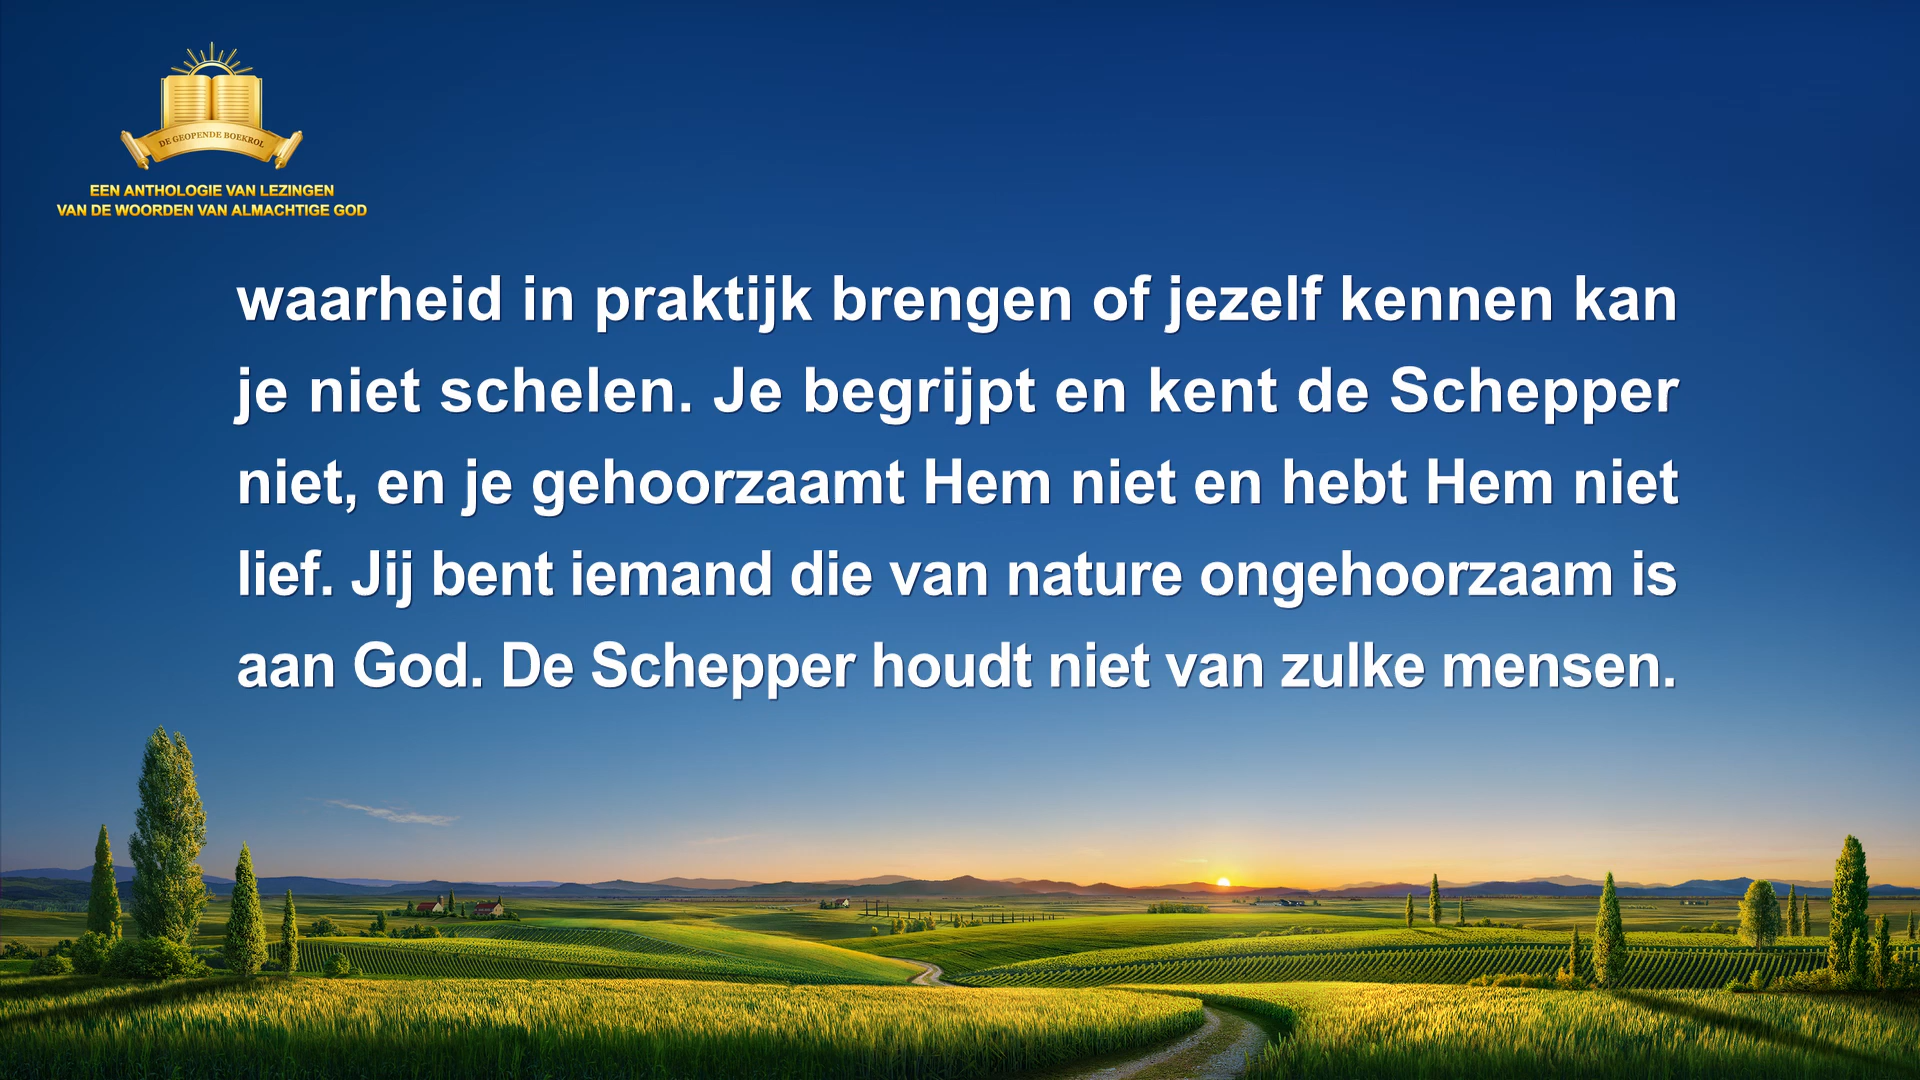 DE GEOPENDE BOEKROL
EEN ANTHOLOGIE VAN LEZINGEN
VAN DE WOORDEN VAN ALMACHTIGE GOD
waarheid in praktijk brengen of jezelf kennen kan
je niet schelen. Je begrijpt en kent de Schepper
niet, en je gehoorzaamt Hem niet en hebt Hem niet
lief. Jij bent iemand die van nature ongehoorzaam is
aan God. De Schepper houdt niet van zulke mensen.